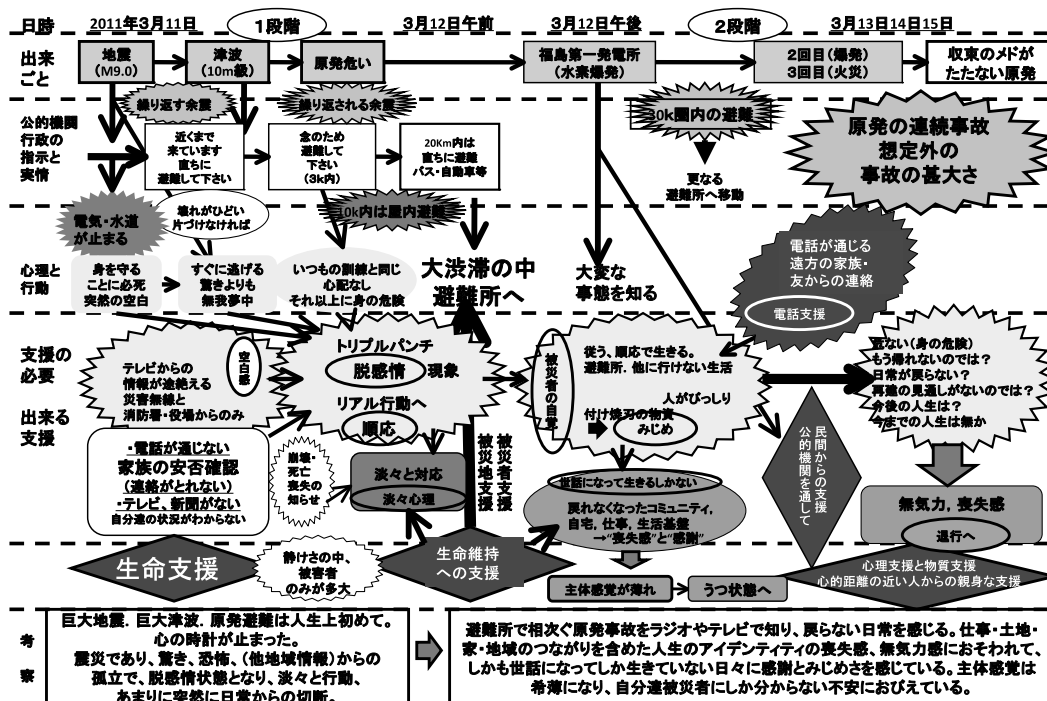 日時
2011年3月11日
1段階
3月12日午前
3月12日午後
2段階
3月13日14日15日
出来
ごと
地震
(M9.0)
津波
(10m級)
原発危い
福島第一発電所
(水素爆発)
2回目(爆発)
3回目(火災)
収束のメドが
たたない原発
繰り返す余震
繰り返される余震
公的機関
行政の
指示と
実情
近くまで
来ています
直ちに
避難して下さい
念のため
避難して
下さい
(3k内)
20Km内は
直ちに避難
バス・自動車等
30k圏内の避難
更なる
避難所へ移動
原発の連続事故
想定外の
事故の甚大さ
電気・水道
が止まる
壊れがひどい
片づけなければ
10k内は屋内避難
心理と
行動
身を守る
ことに必死
突然の空白
すぐに逃げる
驚きよりも
無我夢中
いつもの訓練と同じ
心配なし
それ以上に身の危険
大渋滞の中
避難所へ
大変な
事態を知る
電話が通じる
遠方の家族・
友からの連絡
電話支援
支援の
必要
出来る
支援
テレビからの
情報が途絶える
災害無線と
消防署・役場からのみ
空白感
トリプルパンチ
脱感情 現象
リアル行動へ
順応
被災者の自覚
従う、順応で生きる。
避難所．他に行けない生活
人がびっしり
付け焼刃の物資
みじめ
危ない(身の危険)
もう帰れないのでは？
日常が戻らない？
再建の見通しがないのでは？
今後の人生は？
今までの人生は無か
・電話が通じない
家族の安否確認
(連絡がとれない)
・テレビ、新聞がない
自分達の状況がわからない
崩壊・
死亡
喪失の
知らせ
淡々と対応
淡々心理
被災者支援
被災地支援
世話になって生きるしかない
戻れなくなったコミュニティ，
自宅，仕事，生活基盤
→“喪失感”と“感謝”
民間からの支援
公的機関を通して
無気力，喪失感
退行へ
生命支援
静けさの中、
被害者
のみが多大
生命維持
への支援
主体感覚が薄れ
うつ状態へ
心理支援と物質支援
心的距離の近い人からの親身な支援
考
察
巨大地震．巨大津波．原発避難は人生上初めて。
心の時計が止まった。
震災であり、驚き、恐怖、（他地域情報）からの
孤立で、脱感情状態となり、淡々と行動、
あまりに突然に日常からの切断。
避難所で相次ぐ原発事故をラジオやテレビで知り、戻らない日常を感じる。仕事・土地・
家・地域のつながりを含めた人生のアイデンティティの喪失感、無気力感におそわれて、
しかも世話になってしか生きていない日々に感謝とみじめさを感じている。主体感覚は
希薄になり、自分達被災者にしか分からない不安におびえている。